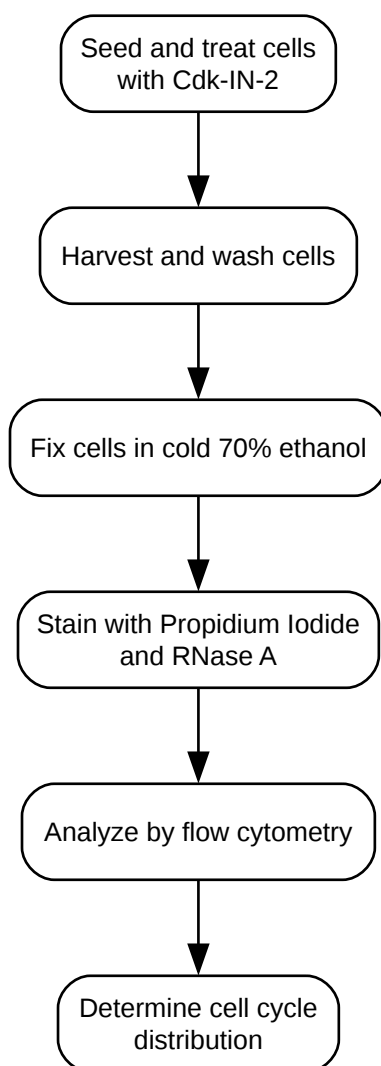 Seed and treat cells
with Cdk-IN-2
Harvest and wash cells
Fix cells in cold 70% ethanol
Stain with Propidium Iodide
and RNase A
Analyze by flow cytometry
Determine cell cycle
distribution